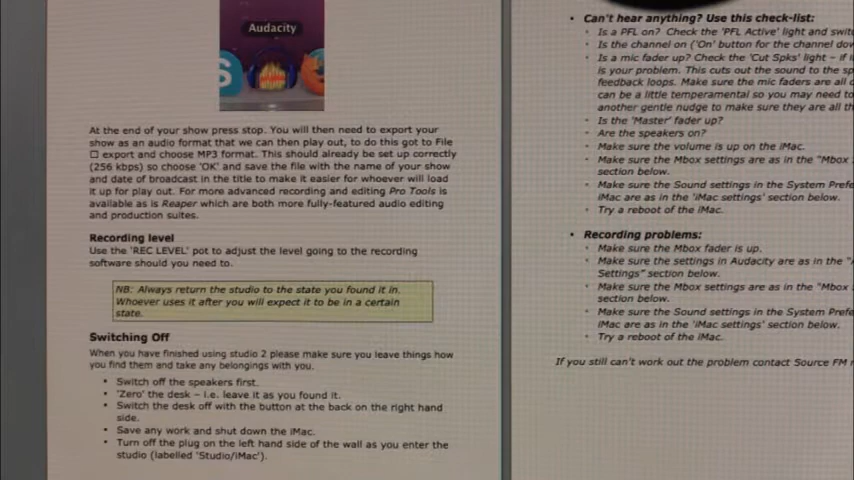 Audacity
At the end of your show press stop. You will then need to export your
show as an audio format that we can then play out, to do this got to File
☐ export and choose MP3 format. This should already be set up correctly
(256 kbps) so choose 'OK' and save the file with the name of your show
and date of broadcast in the title to make it easier for whoever will load
it up for play out. For more advanced recording and editing Pro Tools is
available as is Reaper which are both more fully-featured audio editing
and production suites.
Recording level
Use the 'REC LEVEL' pot to adjust the level going to the recording
software should you need to.
NB: Always return the studio to the state you found it in.
Whoever uses it after you will expect it to be in a certain
state.
Switching Off
When you have finished using studio 2 please make sure you leave things how
you find them and take any belongings with you.
• Switch off the speakers first.
• 'Zero' the desk – i.e. leave it as you found it.
• Switch the desk off with the button at the back on the right hand
side.
• Save any work and shut down the iMac.
• Turn off the plug on the left hand side of the wall as you enter the
studio (labelled 'Studio/iMac').
• Can't hear anything? Use this check-list:
• Is a PFL on? Check the 'PFL Active' light and swit
• Is the channel on ('On' button for the channel dow
• Is a mic fader up? Check the 'Cut Spks' light – if
is your problem. This cuts out the sound to the sp
feedback loops. Make sure the mic faders are all
can be a little temperamental so you may need to
another gentle nudge to make sure they are all th
• Is the 'Master' fader up?
• Are the speakers on?
• Make sure the volume is up on the iMac.
• Make sure the Mbox settings are as in the "Mbox
section below.
• Make sure the Sound settings in the System Prefe
iMac are as in the 'iMac settings' section below.
• Try a reboot of the iMac.
• Recording problems:
• Make sure the Mbox fader is up.
• Make sure the settings in Audacity are as in the
Settings" section below.
• Make sure the Mbox settings are as in the "Mbox
section below.
• Make sure the Sound settings in the System Prefe
iMac are as in the 'iMac settings' section below.
• Try a reboot of the iMac.
If you still can't work out the problem contact Source FM